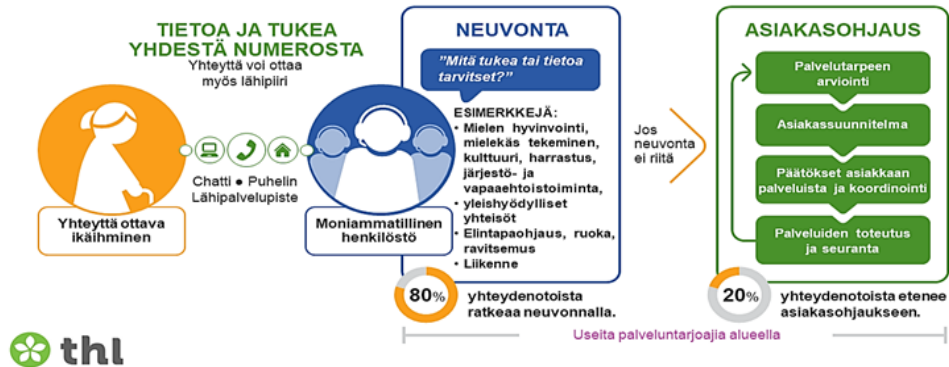 TIETOA JA TUKEA
YHDESTÄ NUMEROSTA
Yhteyttä voi ottaa
myös lähipiiri
Yhteyttä ottava
ikäihminen
Chatti ● Puhelin
Lähipalvelupiste
Moniammatillinen
henkilöstö
NEUVONTA
"Mitä tukea tai tietoa
tarvitset?"
ESIMERKKEJÄ:
• Mielen hyvinvointi,
mielekäs tekeminen,
kulttuuri, harrastus,
järjestö- ja
vapaaehtoistoiminta,
• yleishyödylliset
yhteisöt
• Elintapaohjaus, ruoka,
ravitsemus
• Liikenne
80%
yhteydenotoista
ratkeaa neuvonnalla.
Jos
neuvonta
ei riitä
ASIAKASOHJAUS
Palvelutarpeen
arviointi
Asiakassuunnitelma
Päätökset asiakkaan
palveluista ja koordinointi
Palveluiden toteutus
ja seuranta
20%
yhteydenotoista etenee
asiakasohjaukseen.
Useita palveluntarjoajia alueella
thl